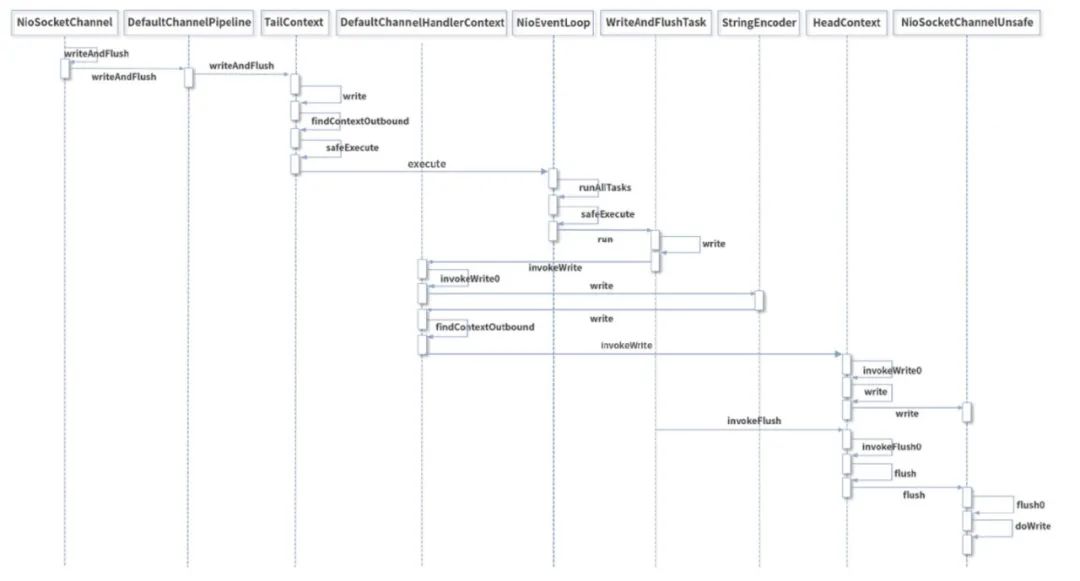 NioSocketChannel DefaultChannelPipeline TailContext DefaultChannelHandlerContext NioEventLoop WriteAndFlushTask StringEncoder HeadContext NioSocketChannelUnsafe
writeAndFlush
writeAndFlush
writeAndFlush
write
findContextOutbound
safeExecute
execute
runAllTasks
safeExecute
run
write
invokeWrite
invokeWrite0
write
write
findContextOutbound
invokeWrite
invokeWrite0
write
write
invokeFlush
invokeFlush0
flush
flush
flush0
doWrite